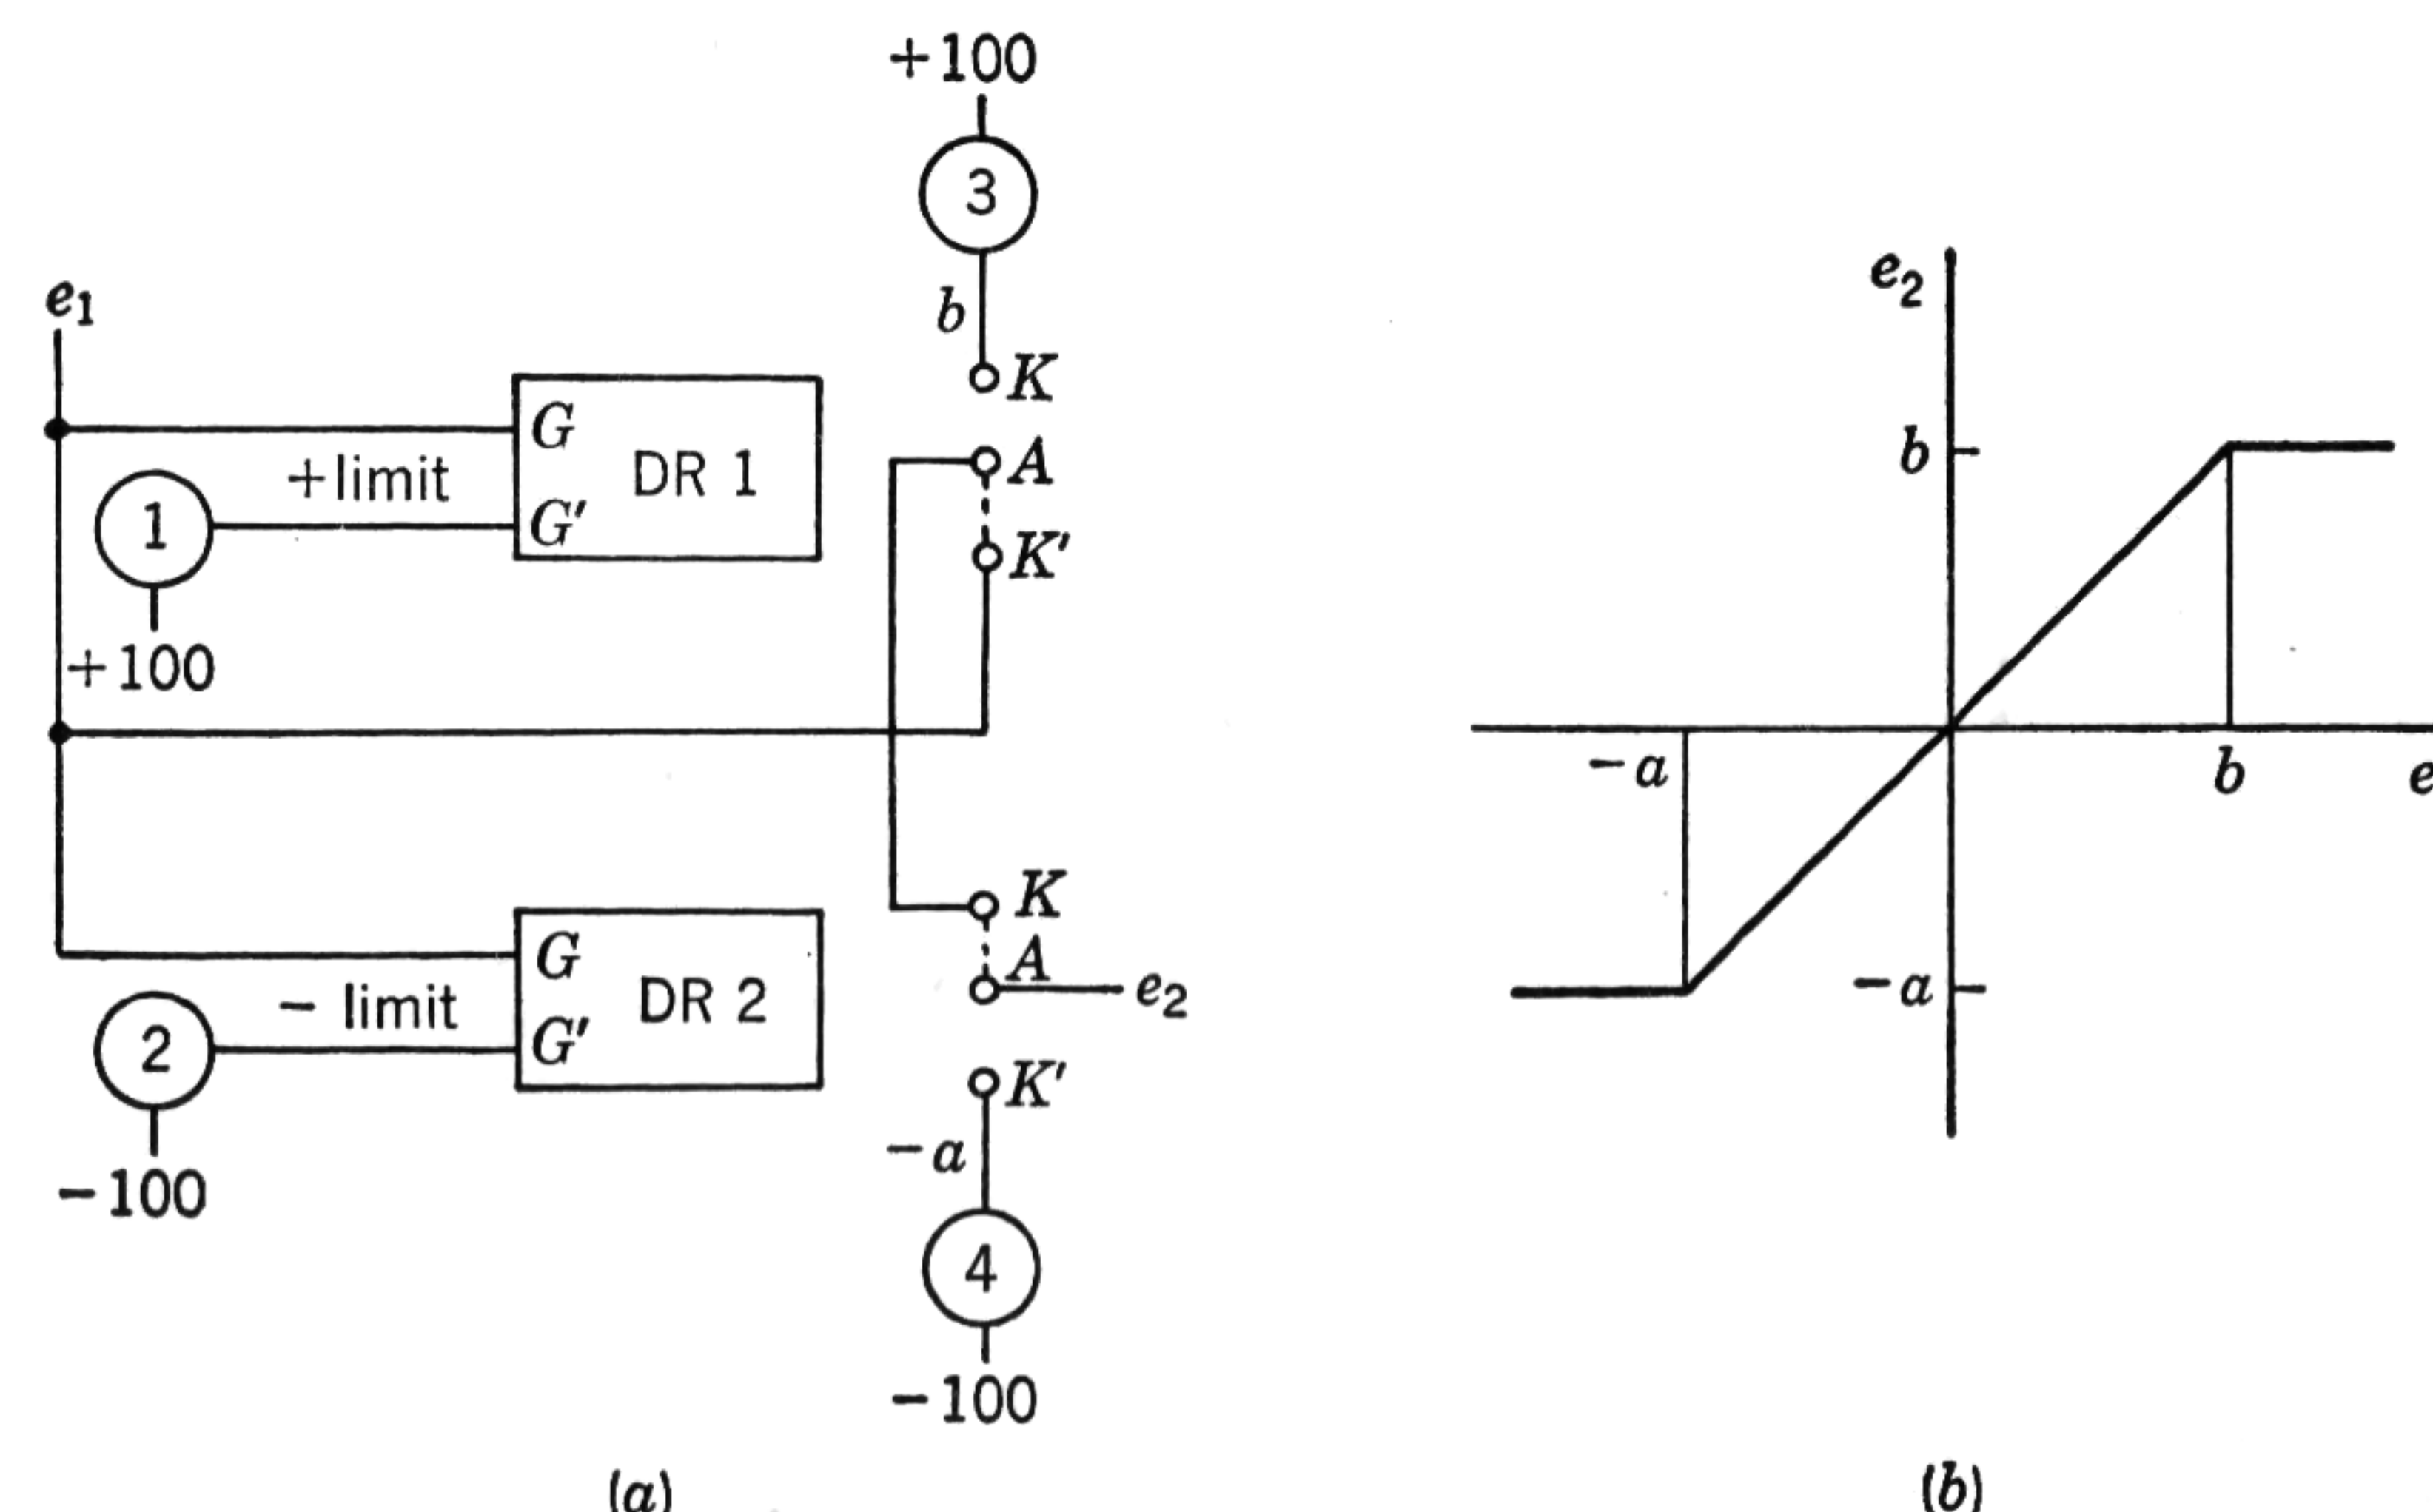 +100
3
b
K
e₁
G
DR 1
+limit
G′
1
+100
A
K′
K
A
e₂
G
DR 2
− limit
G′
2
−100
K′
−a
4
−100
(a)
e₂
b
−a
b
e
−a
(b)